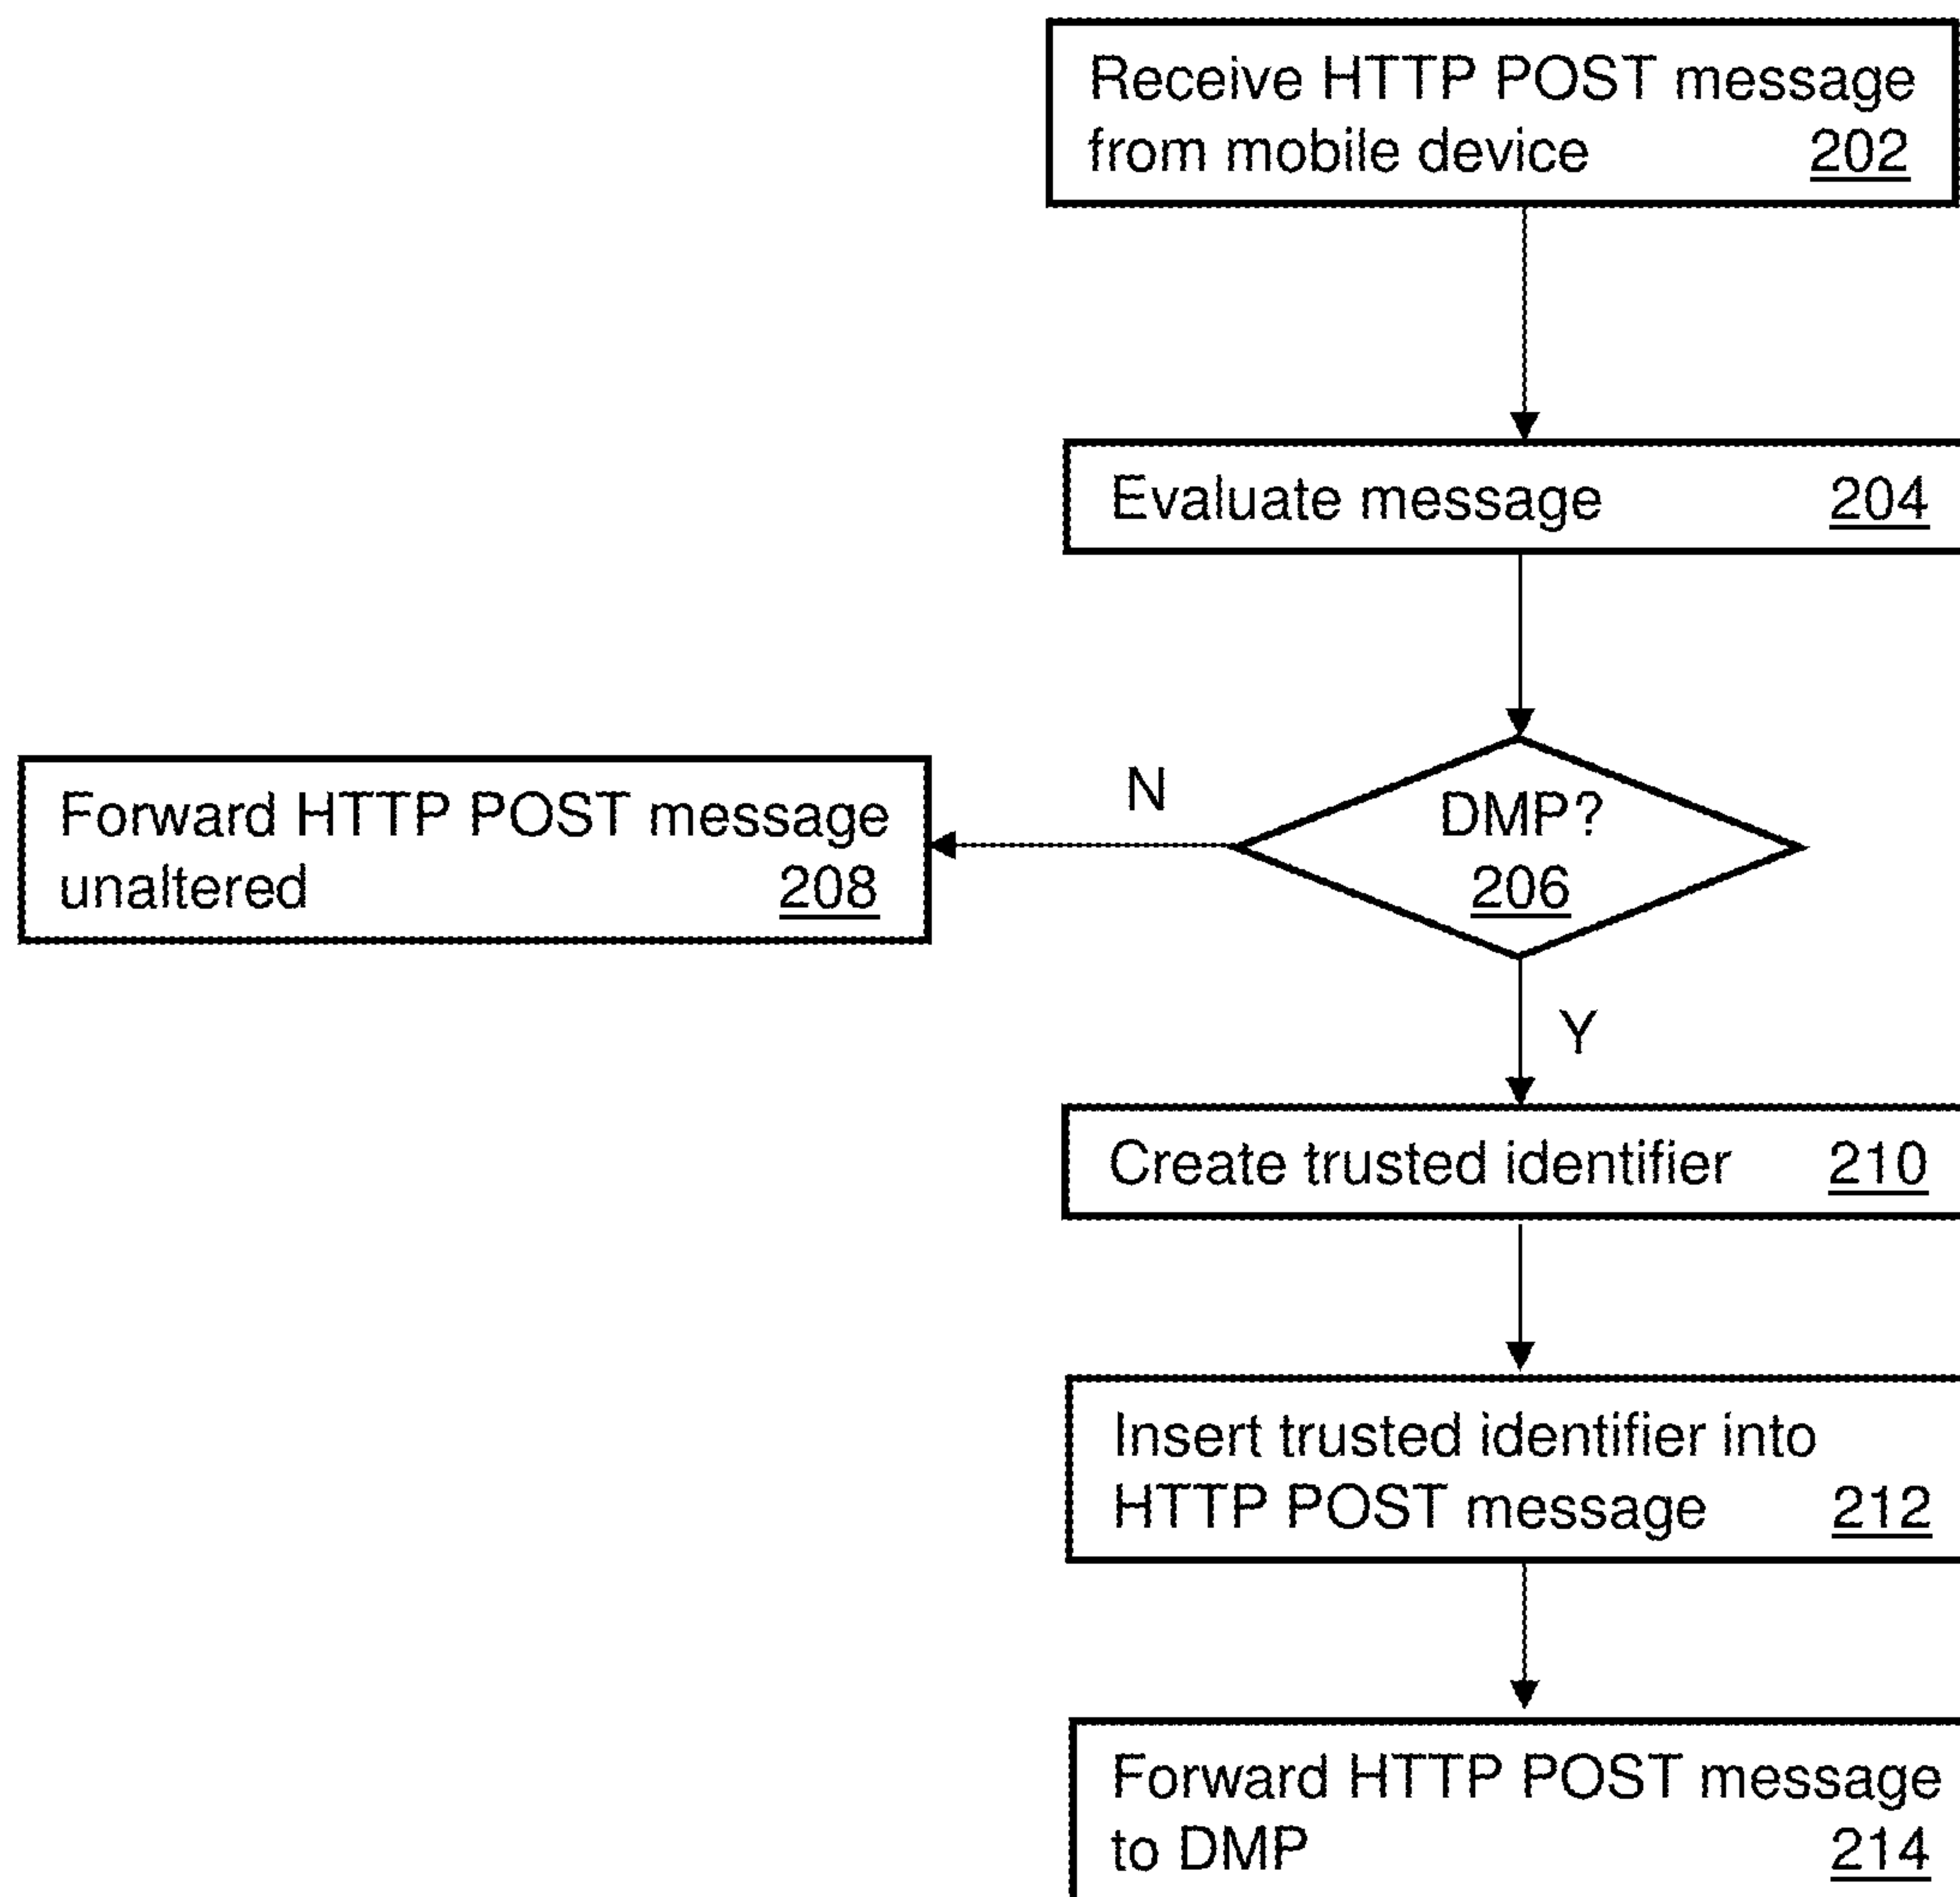 Receive HTTP POST message
from mobile device 202
Evaluate message 204
DMP?
206
N
Forward HTTP POST message
unaltered 208
Y
Create trusted identifier 210
Insert trusted identifier into
HTTP POST message 212
Forward HTTP POST message
to DMP 214